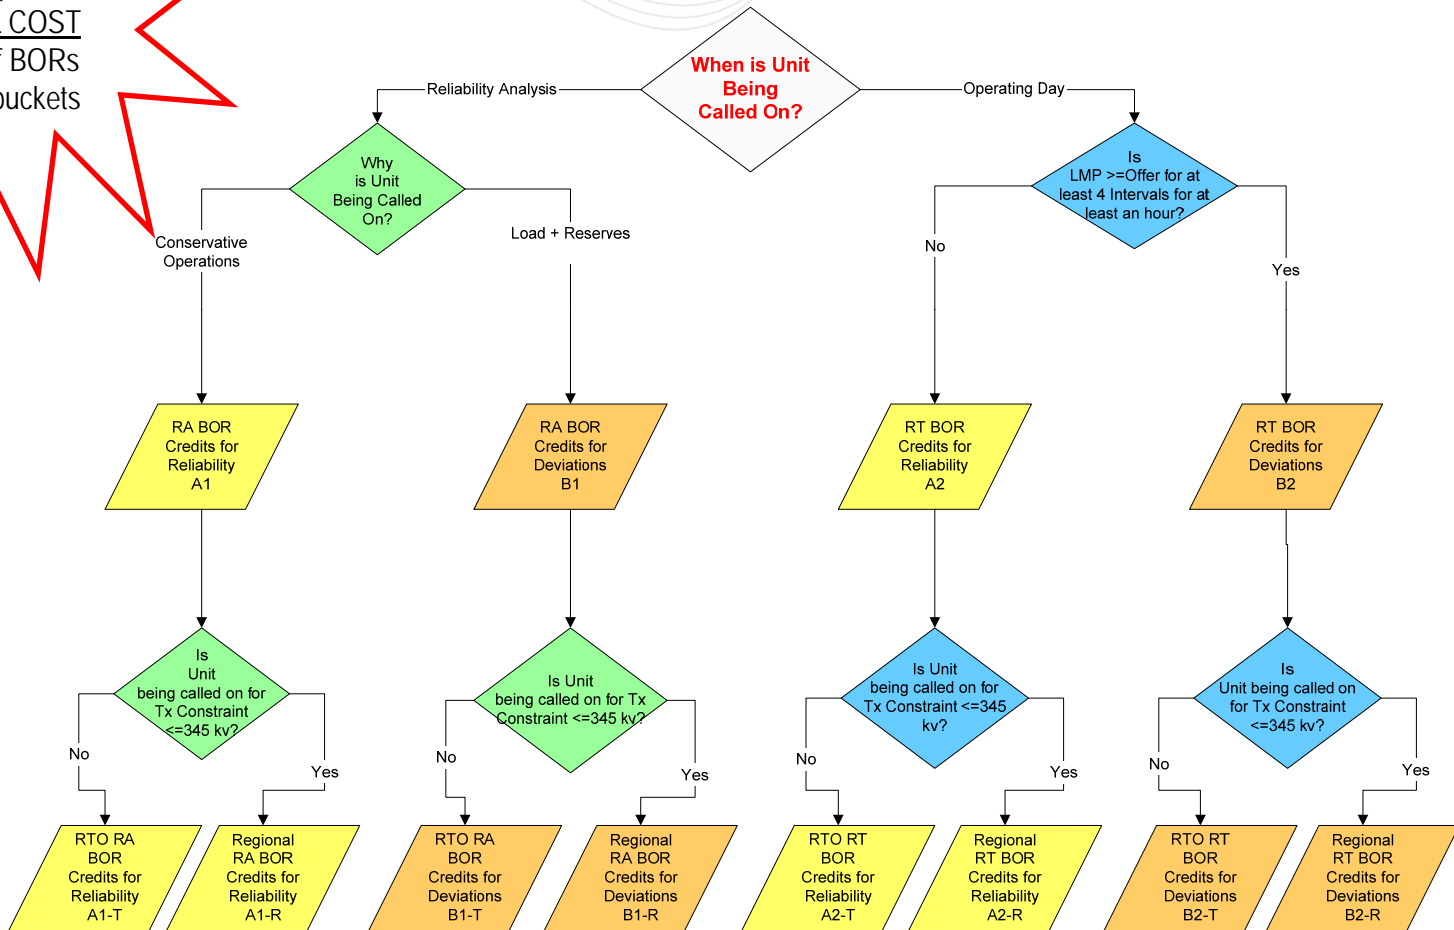 COST
BORs
buckets
When is Unit
Being
Called On?
Reliability Analysis
Operating Day
Why
is Unit
Being Called
On?
Is
LMP >=Offer for at
least 4 Intervals for at
least an hour?
Conservative
Operations
Load + Reserves
No
Yes
RA BOR
Credits for
Reliability
A1
RA BOR
Credits for
Deviations
B1
RT BOR
Credits for
Reliability
A2
RT BOR
Credits for
Deviations
B2
Is
Unit
being called on for
Tx Constraint
<=345 kv?
Is Unit
being called on for Tx
Constraint <=345 kv?
Is Unit
being called on for
Tx Constraint <=345
kv?
Is
Unit being called on
for Tx Constraint
<=345 kv?
No
Yes
No
Yes
No
Yes
No
Yes
RTO RA
BOR
Credits for
Reliability
A1-T
Regional
RA BOR
Credits for
Reliability
A1-R
RTO RA
BOR
Credits for
Deviations
B1-T
Regional
RA BOR
Credits for
Deviations
B1-R
RTO RT
BOR
Credits for
Reliability
A2-T
Regional
RT BOR
Credits for
Reliability
A2-R
RTO RT
BOR
Credits for
Deviations
B2-T
Regional
RT BOR
Credits for
Deviations
B2-R